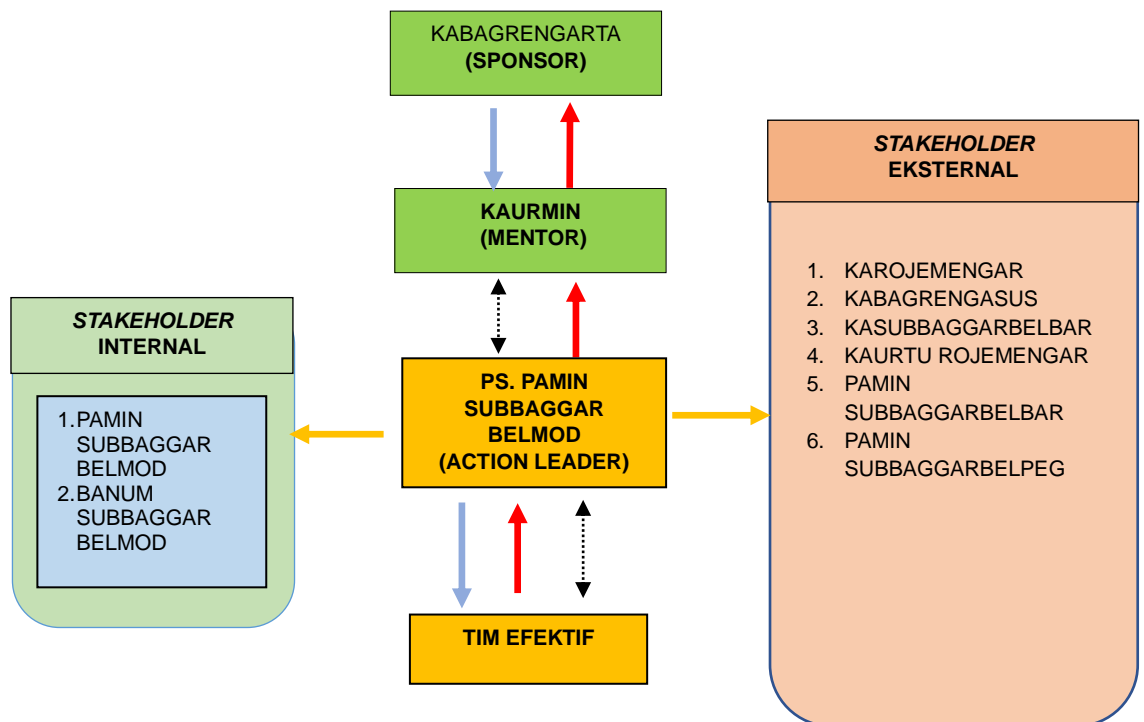 KABAGRENGARTA
(SPONSOR)
KAURMIN
(MENTOR)
STAKEHOLDER
INTERNAL
1. PAMIN
SUBBAGGAR
BELMOD
2. BANUM
SUBBAGGAR
BELMOD
PS. PAMIN
SUBBAGGAR
BELMOD
(ACTION LEADER)
TIM EFEKTIF
STAKEHOLDER
EKSTERNAL
1. KAROJEMENGAR
2. KABAGRENGASUS
3. KASUBBAGGARBELBAR
4. KAURTU ROJEMENGAR
5. PAMIN
SUBBAGGARBELBAR
6. PAMIN
SUBBAGGARBELPEG